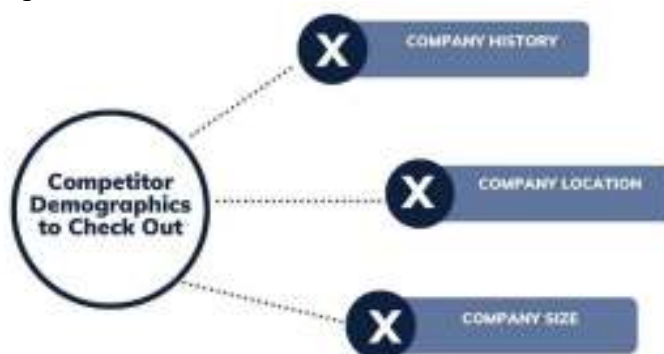 Competitor
Demographics
to Check Out
X
COMPANY HISTORY
X
COMPANY LOCATION
X
COMPANY SIZE